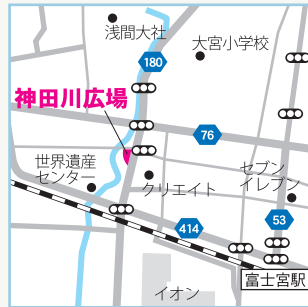 浅間大社
大宮小学校
180
神田川広場
76
世界遺産
センター
クリエイト
セブン
イレブン
414
53
富士宮駅
イオン